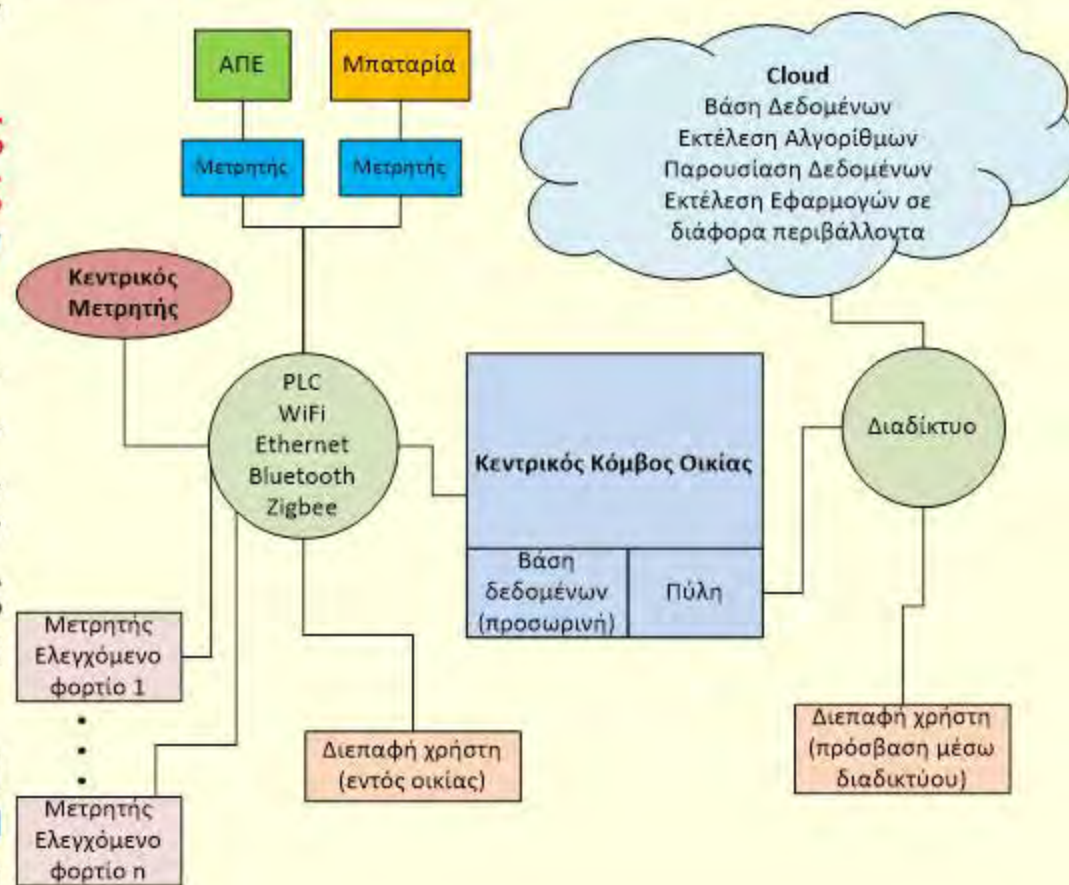 ΑΠΕ
Μπαταρία
Μετρητής
Μετρητής
Cloud
Βάση Δεδομένων
Εκτέλεση Αλγορίθμων
Παρουσίαση Δεδομένων
Εκτέλεση Εφαρμογών σε
διάφορα περιβάλλοντα
Κεντρικός
Μετρητής
PLC
WiFi
Ethernet
Bluetooth
Zigbee
Κεντρικός Κόμβος Οικίας
Βάση
δεδομένων
(προσωρινή)
Πύλη
Διαδίκτυο
Μετρητής
Ελεγχόμενο
φορτίο 1
Μετρητής
Ελεγχόμενο
φορτίο n
Διεπαφή χρήστη
(εντός οικίας)
Διεπαφή χρήστη
(πρόσβαση μέσω
διαδικτύου)